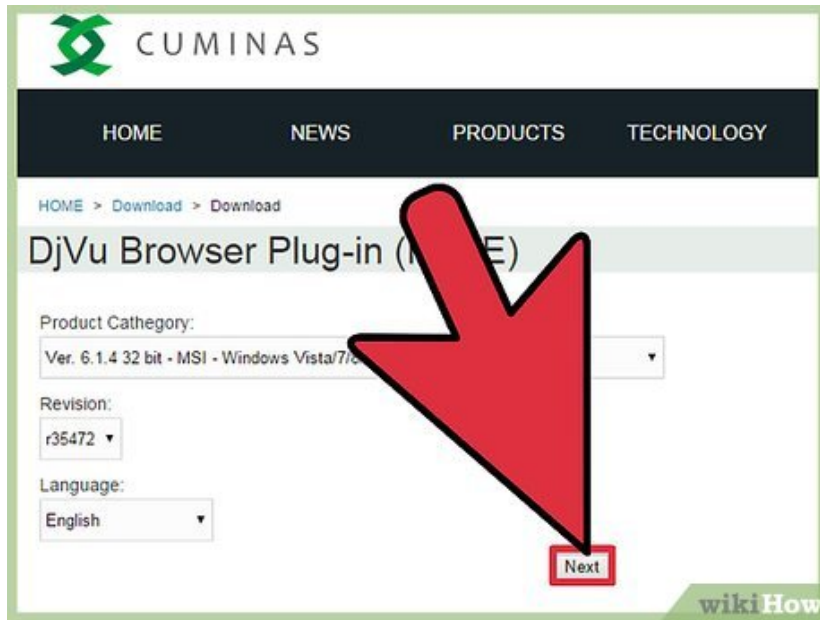 CUMINAS
HOME NEWS PRODUCTS TECHNOLOGY
HOME > Download > Download
DjVu Browser Plug-in ( E)
Product Cathegory:
Ver. 6.1.4 32 bit - MSI - Windows Vista/7/
Revision:
r35472
Language:
English
Next
wikiHow